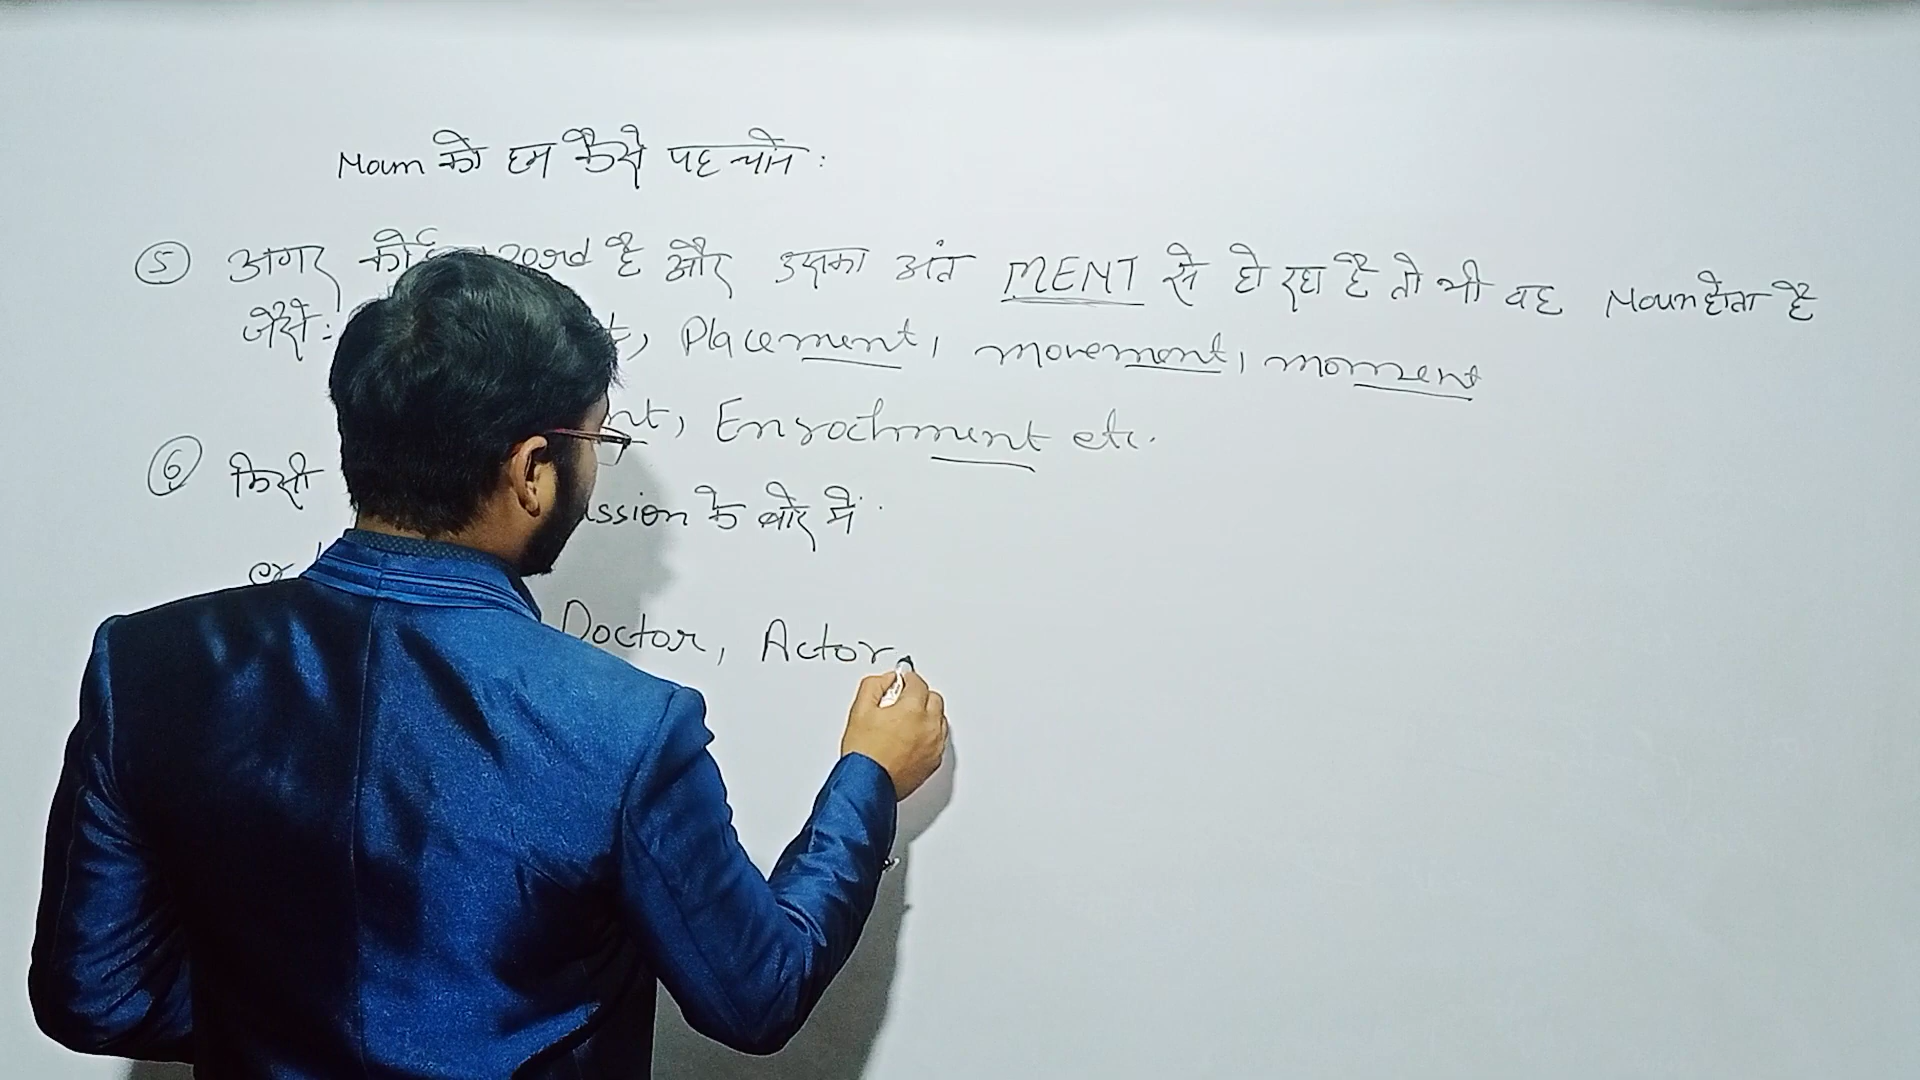 Noun को हम कैसे पहचाने :
⑤ अगर कोई word है और उसका अंत MENT से हो रहा है तो भी वह Noun होता है
जैसे:- t, Placement, movement, moment
nt, Enrochment etc.
⑥ किसी ssion के बारे में
Doctor, Actor